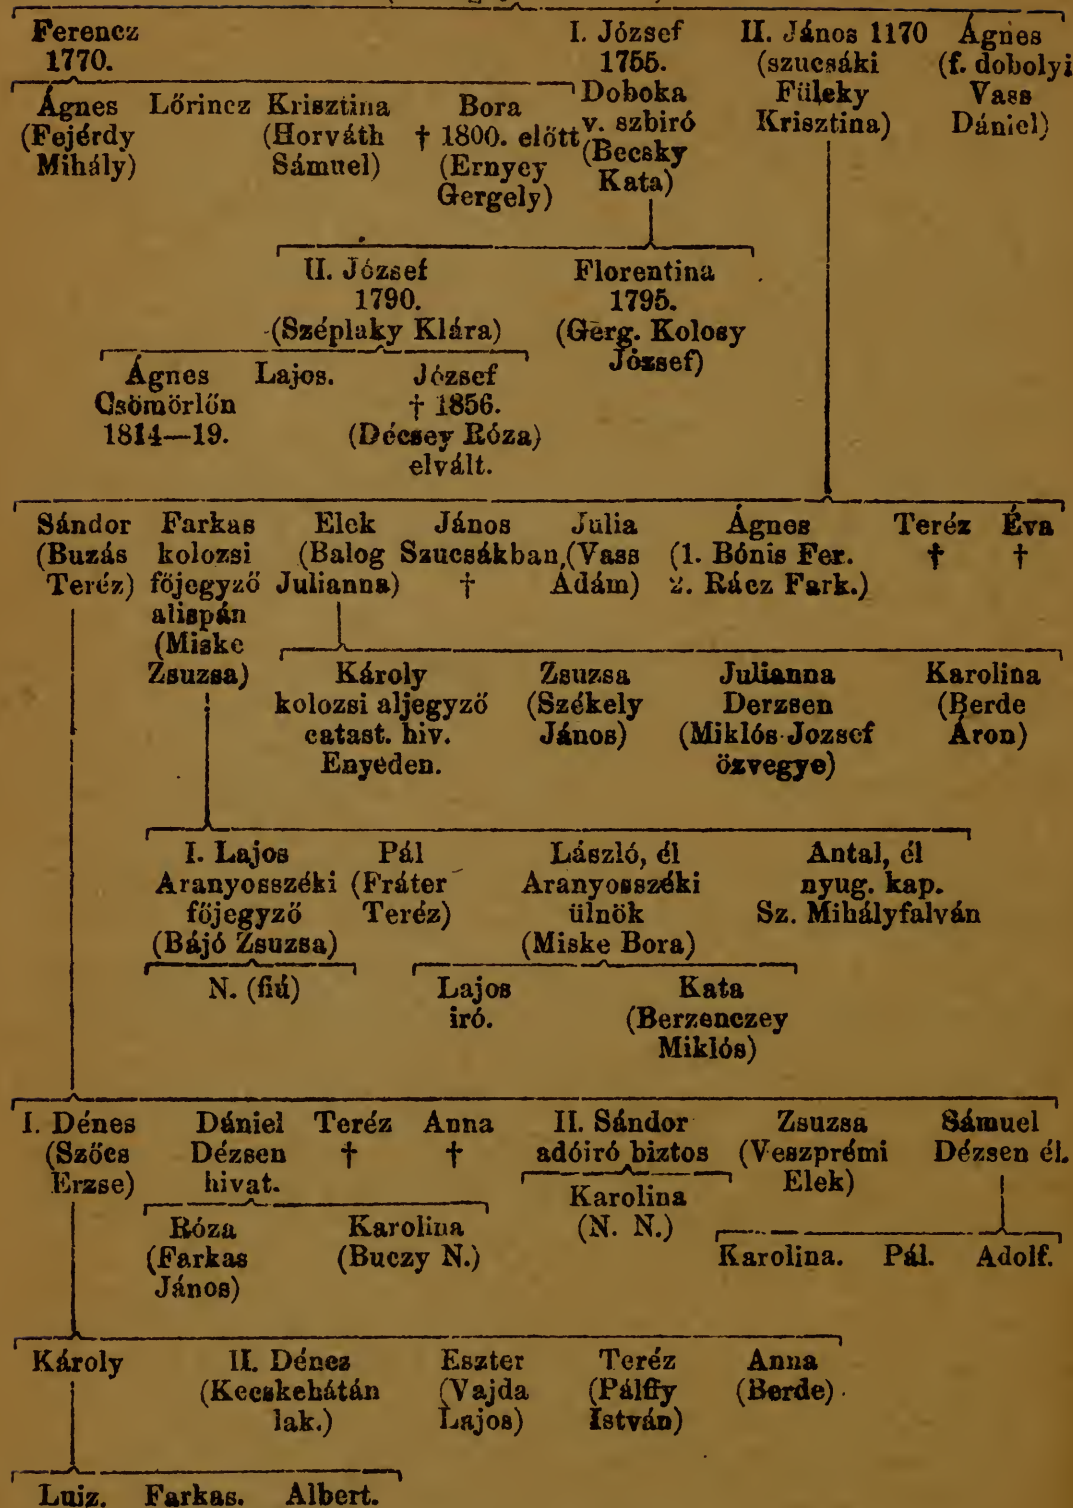 Ferencz I. József II. János 1170 Ágnes
1770. 1755. (szucsáki (f. dobolyi
Doboka Füleky Vass
v. szbiró Krisztina) Dániel)
(Becsky
Kata)
Ágnes Lőrincz Krisztina Bora
(Fejérdy (Horváth † 1800. előtt
Mihály) Sámuel) (Ernyey
Gergely)
II. József Florentina
1790. 1795.
(Széplaky Klára) (Gerg. Kolosy
József)
Ágnes Lajos. József
Csömörlőn † 1856.
1814—19. (Décsey Róza)
elvált.
Sándor Farkas Elek János Julia Ágnes Teréz Éva
(Buzás kolozsi (Balog Szucsákban, (Vass (1. Bónis Fer. † †
Teréz) főjegyző Julianna) † Ádám) 2. Rácz Fark.)
alispán
(Miske
Zsuzsa)
Károly Zsuzsa Julianna Karolina
kolozsi aljegyző (Székely Derzsen (Berde
catast. hiv. János) (Miklós Jozsef Áron)
Enyeden. özvegye)
I. Lajos Pál László, él Antal, él
Aranyosszéki (Fráter Aranyosszéki nyug. kap.
főjegyző Teréz) ülnök Sz. Mihályfalván
(Bájó Zsuzsa) (Miske Bora)
N. (fiú) Lajos Kata
iró. (Berzenczey
Miklós)
I. Dénes Dániel Teréz Anna II. Sándor Zsuzsa Sámuel
(Szőcs Dézsen † † adóiró biztos (Veszprémi Dézsen él.
Erzse) hivat. Elek)
Karolina
(N. N.)
Róza Karolina Karolina. Pál. Adolf.
(Farkas (Buczy N.)
János)
Károly II. Dénes Eszter Teréz Anna
(Kecskehátán (Vajda (Pálffy (Berde)
lak.) Lajos) István)
Luiz. Farkas. Albert.